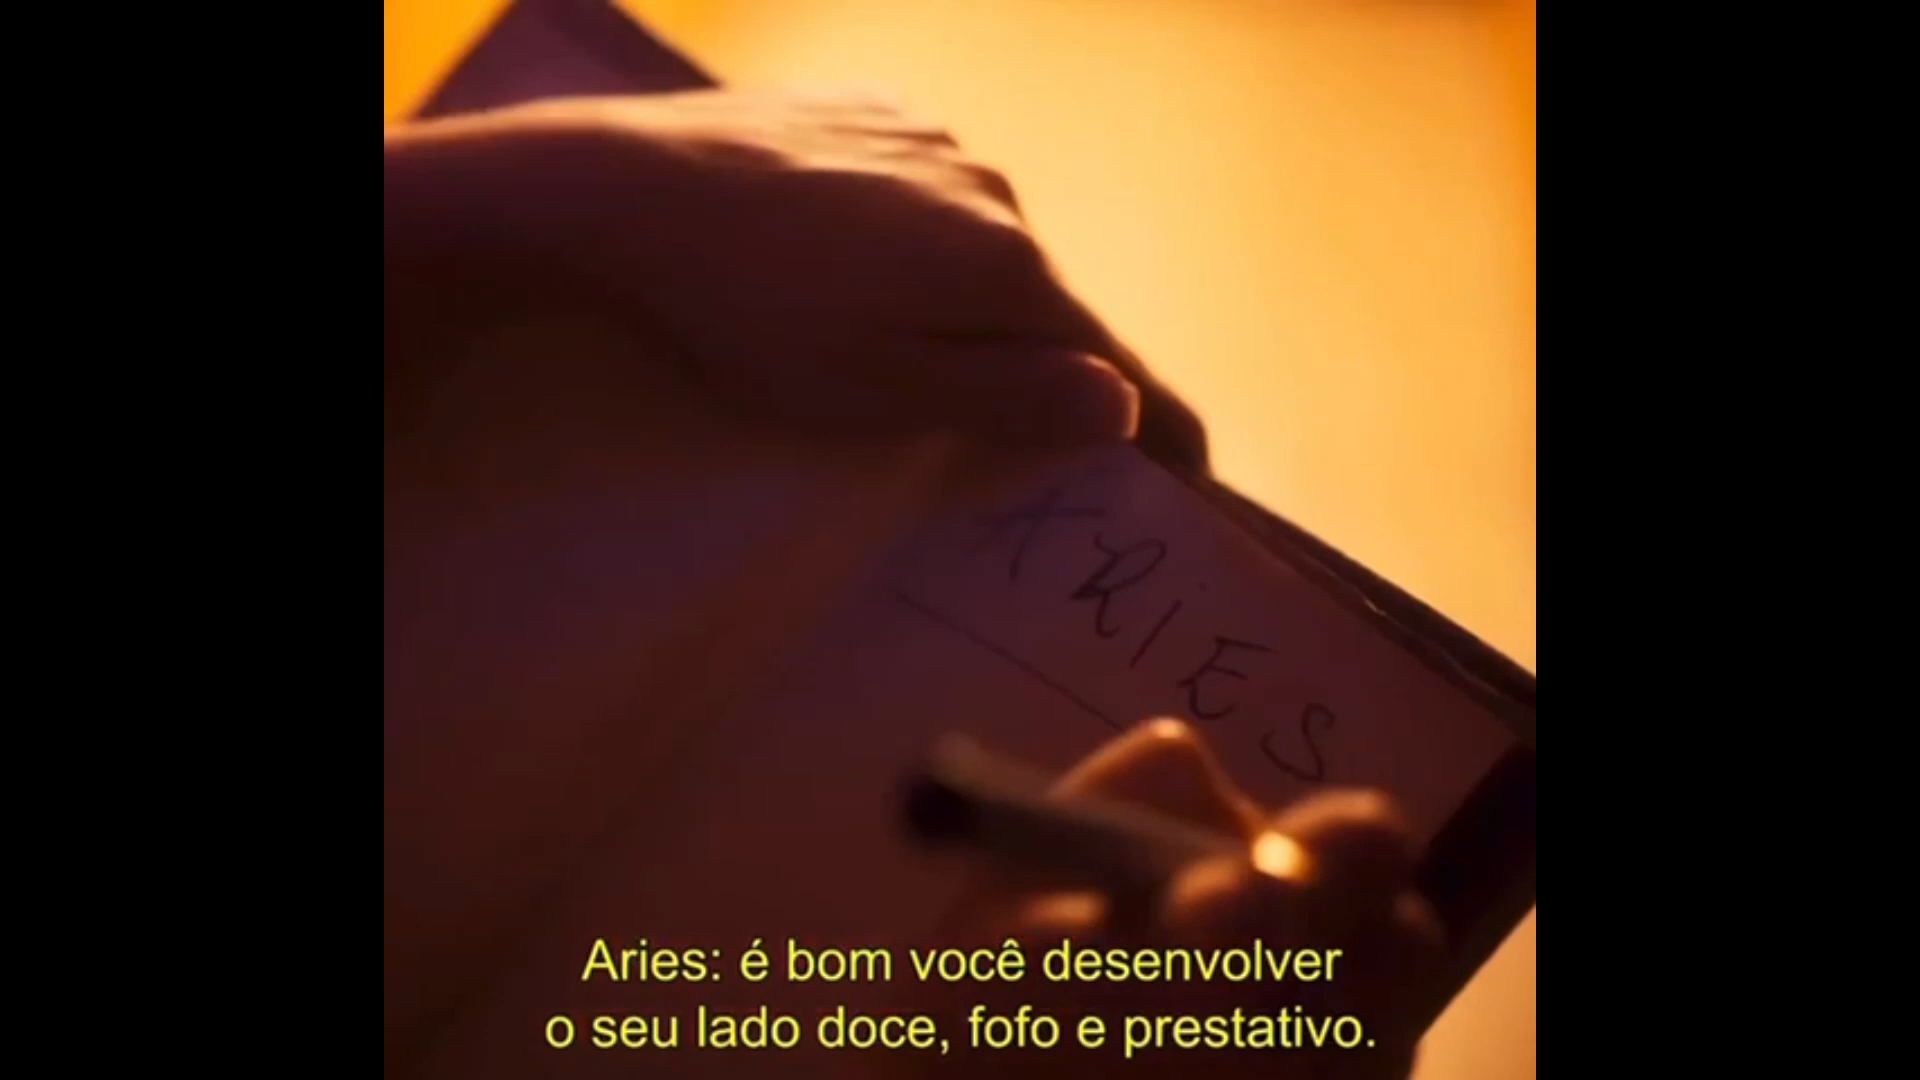 ARiES
Aries: é bom você desenvolver
o seu lado doce, fofo e prestativo.